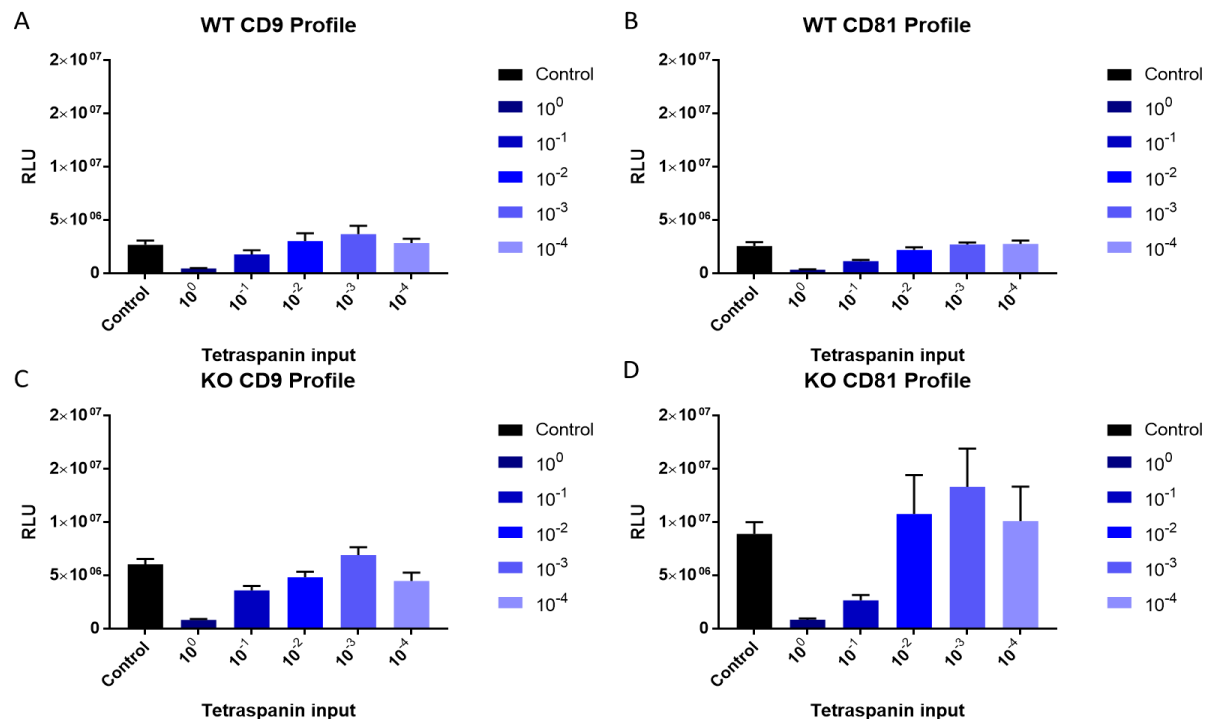 A
WT CD9 Profile
2×10⁰⁷
2×10⁰⁷
1×10⁰⁷
5×10⁰⁶
0
RLU
Control
10⁰
10⁻¹
10⁻²
10⁻³
10⁻⁴
Tetraspanin input
Control
10⁰
10⁻¹
10⁻²
10⁻³
10⁻⁴
B
WT CD81 Profile
2×10⁰⁷
2×10⁰⁷
1×10⁰⁷
5×10⁰⁶
0
RLU
Control
10⁰
10⁻¹
10⁻²
10⁻³
10⁻⁴
Tetraspanin input
Control
10⁰
10⁻¹
10⁻²
10⁻³
10⁻⁴
C
KO CD9 Profile
2×10⁰⁷
2×10⁰⁷
1×10⁰⁷
5×10⁰⁶
0
RLU
Control
10⁰
10⁻¹
10⁻²
10⁻³
10⁻⁴
Tetraspanin input
Control
10⁰
10⁻¹
10⁻²
10⁻³
10⁻⁴
D
KO CD81 Profile
2×10⁰⁷
2×10⁰⁷
1×10⁰⁷
5×10⁰⁶
0
RLU
Control
10⁰
10⁻¹
10⁻²
10⁻³
10⁻⁴
Tetraspanin input
Control
10⁰
10⁻¹
10⁻²
10⁻³
10⁻⁴